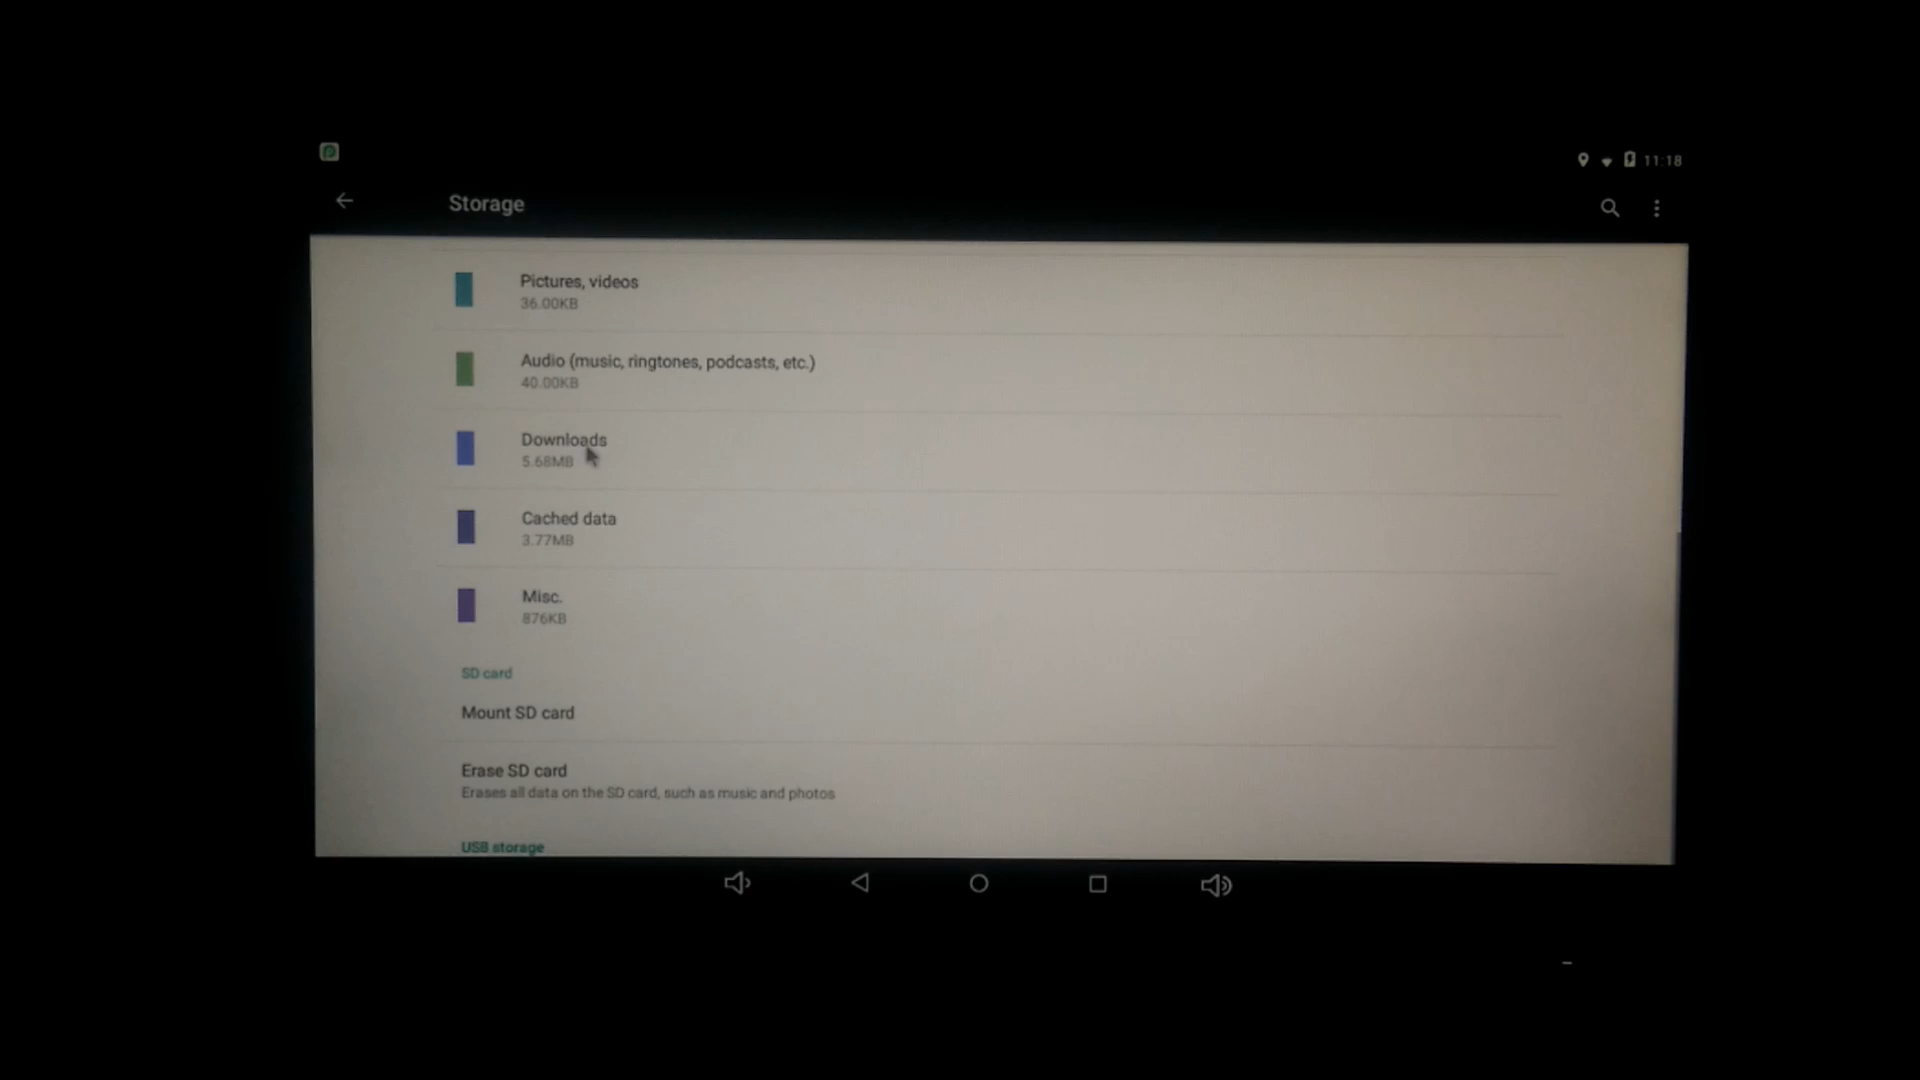 11:18
Storage
Pictures, videos
36.00KB
Audio (music, ringtones, podcasts, etc.)
40.00KB
Downloads
5.68MB
Cached data
3.77MB
Misc.
876KB
SD card
Mount SD card
Erase SD card
Erases all data on the SD card, such as music and photos
USB storage